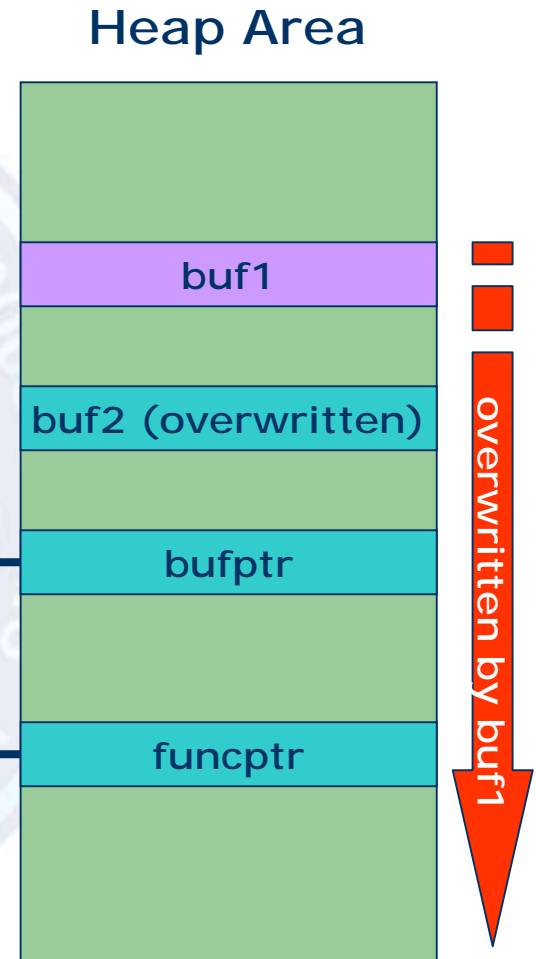 Heap Area
buf1
buf2 (overwritten)
bufptr
funcptr
overwritten by buf1